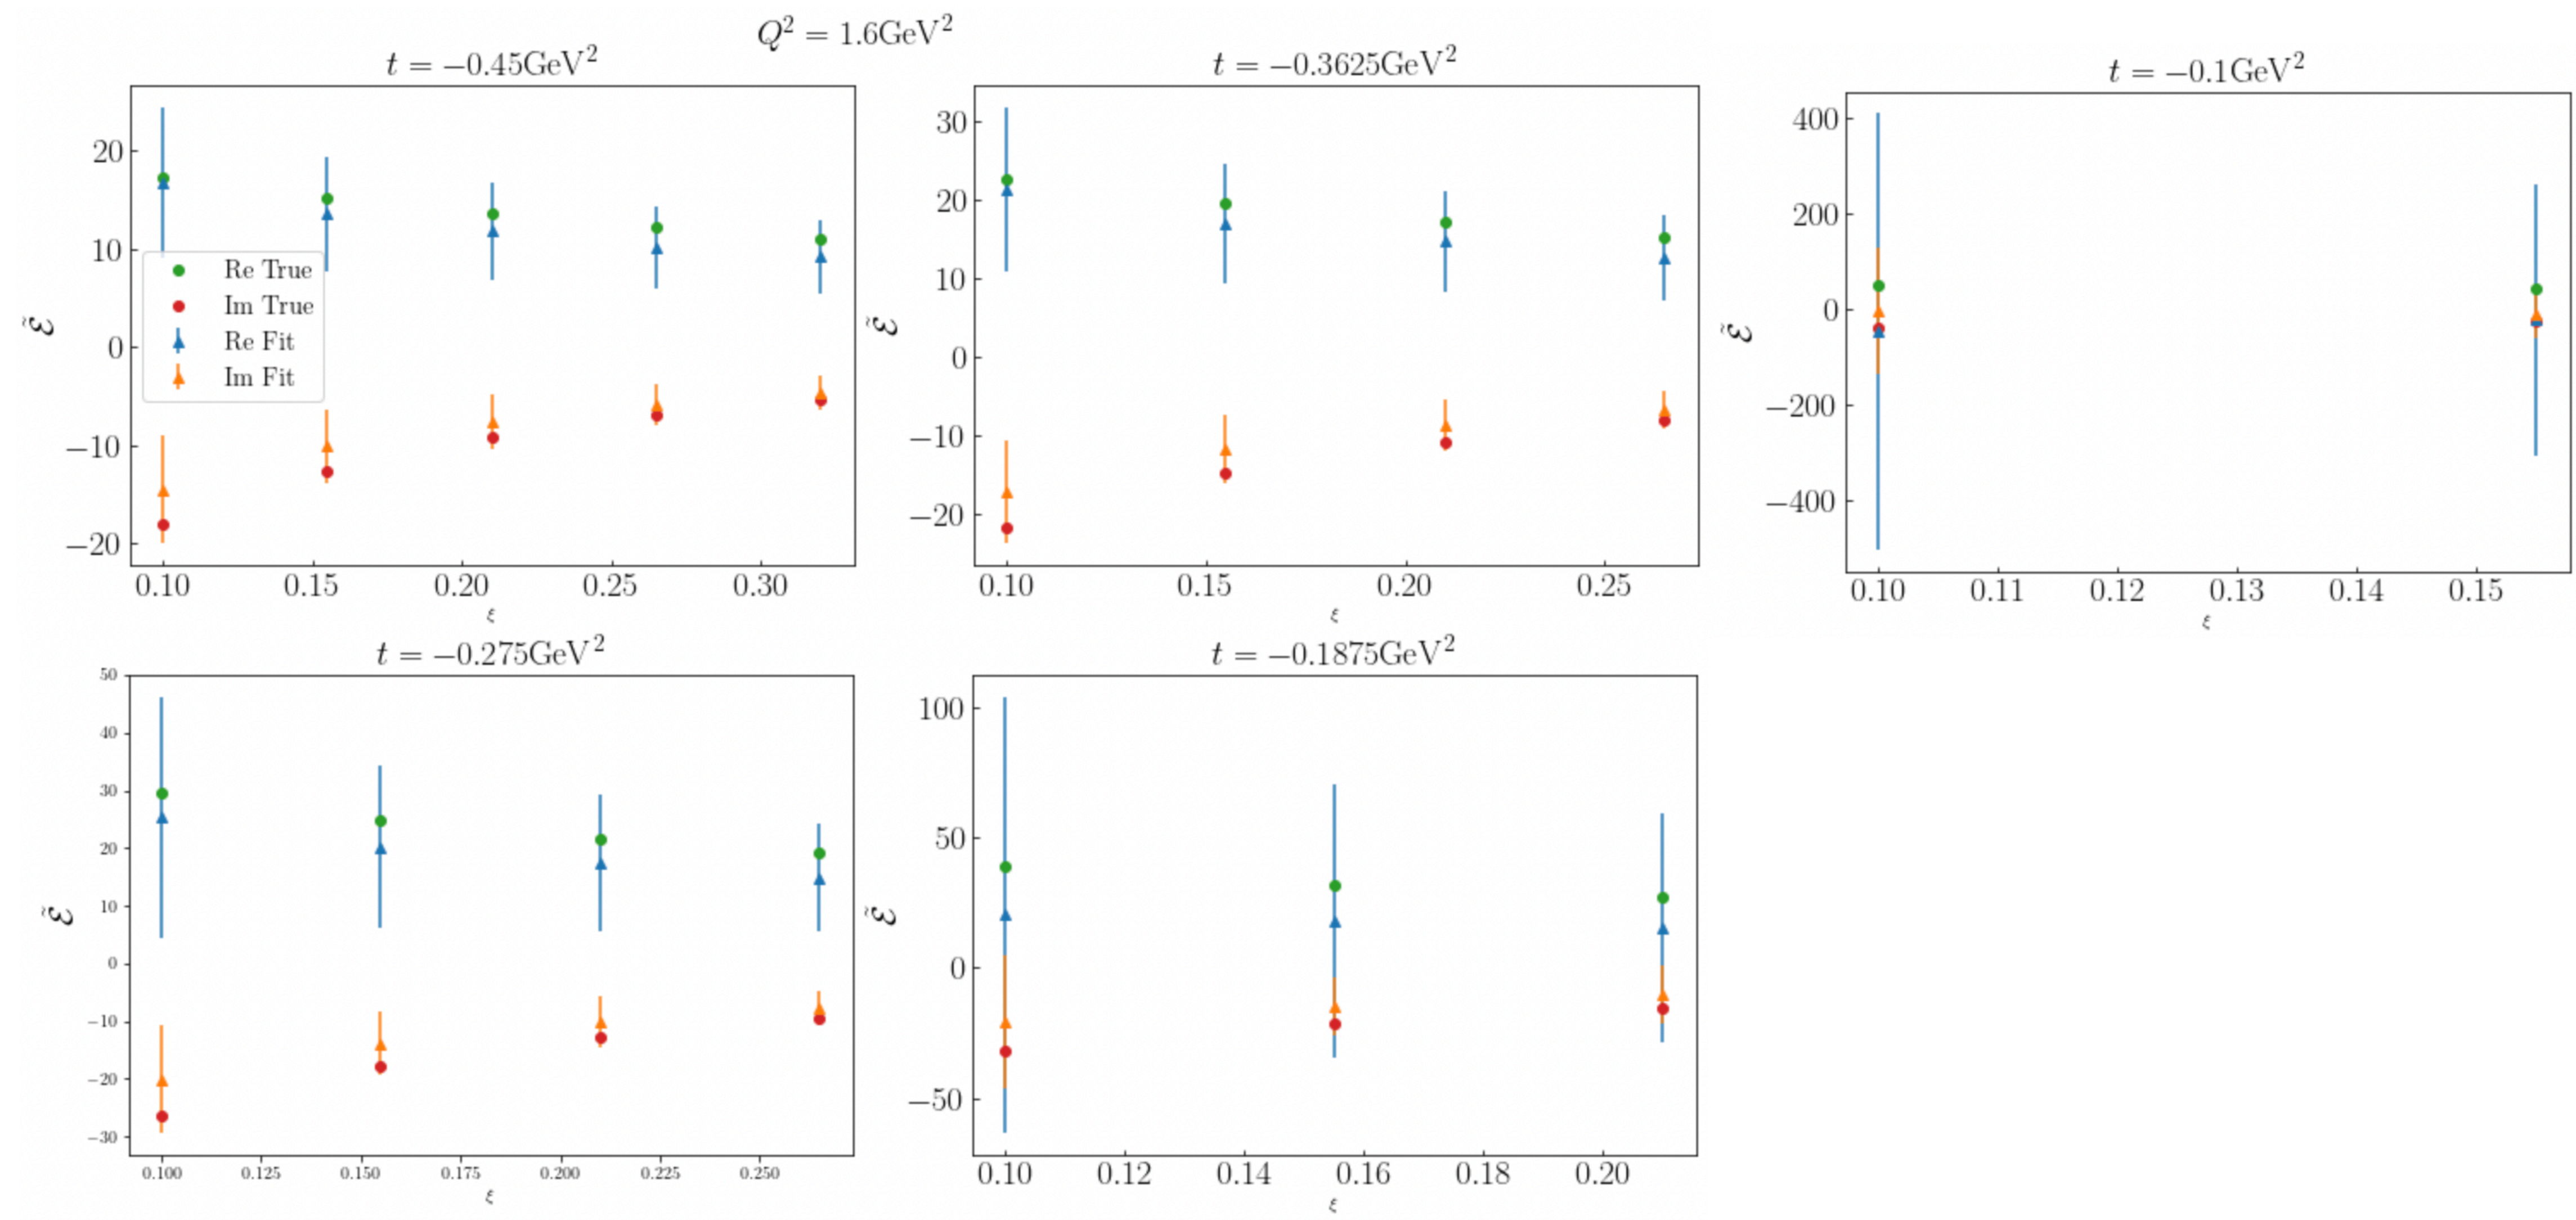 Q² = 1.6GeV²
t = −0.45GeV²
20
10
0
−10
−20
Ẽ
Re True
Im True
Re Fit
Im Fit
0.10 0.15 0.20 0.25 0.30
ξ
t = −0.3625GeV²
30
20
10
0
−10
−20
Ẽ
0.10 0.15 0.20 0.25
ξ
t = −0.1GeV²
400
200
0
−200
−400
Ẽ
0.10 0.11 0.12 0.13 0.14 0.15
ξ
t = −0.275GeV²
50
40
30
20
10
0
−10
−20
−30
Ẽ
0.100 0.125 0.150 0.175 0.200 0.225 0.250
ξ
t = −0.1875GeV²
100
50
0
−50
Ẽ
0.10 0.12 0.14 0.16 0.18 0.20
ξ